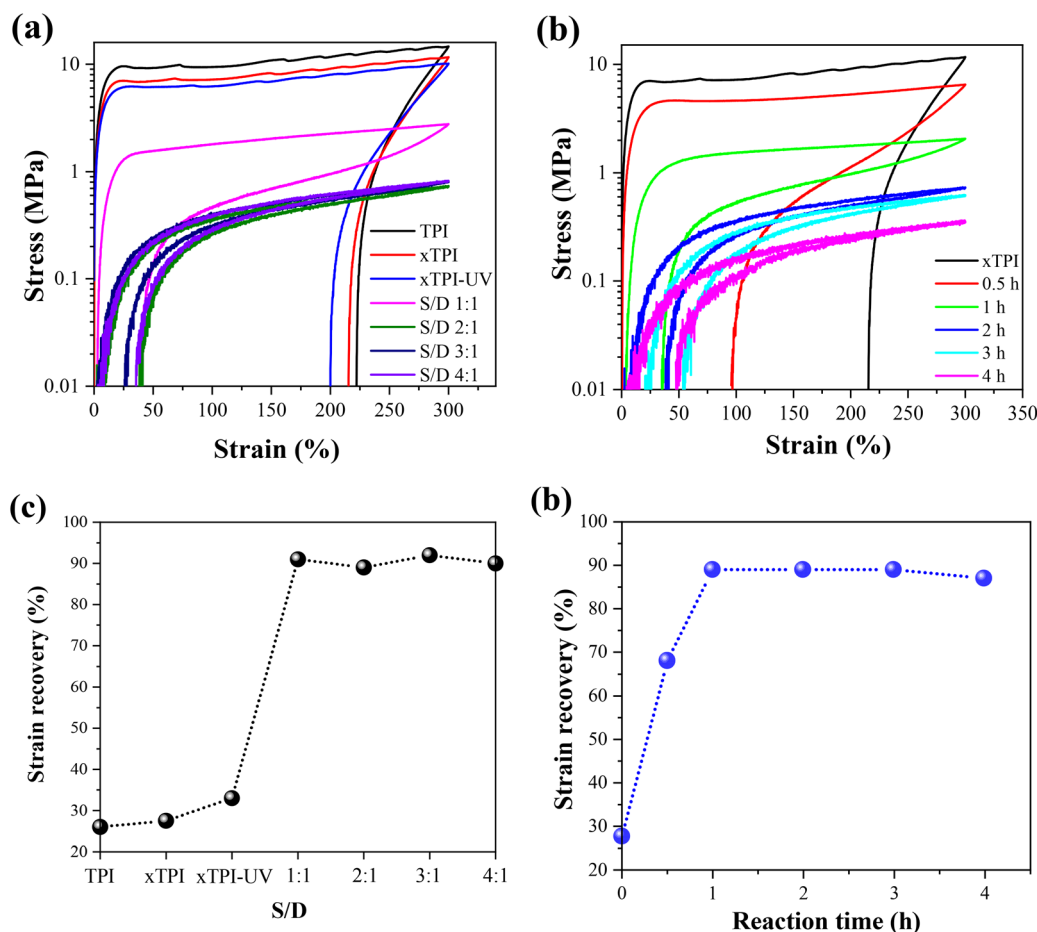 (a)
Stress (MPa)
10
1
0.1
0.01
0 50 100 150 200 250 300
Strain (%)
TPI
xTPI
xTPI-UV
S/D 1:1
S/D 2:1
S/D 3:1
S/D 4:1
(b)
Stress (MPa)
10
1
0.1
0.01
0 50 100 150 200 250 300 350
Strain (%)
xTPI
0.5 h
1 h
2 h
3 h
4 h
(c)
Strain recovery (%)
100
90
80
70
60
50
40
30
20
TPI xTPI xTPI-UV 1:1 2:1 3:1 4:1
S/D
(b)
Strain recovery (%)
100
90
80
70
60
50
40
30
20
0 1 2 3 4
Reaction time (h)